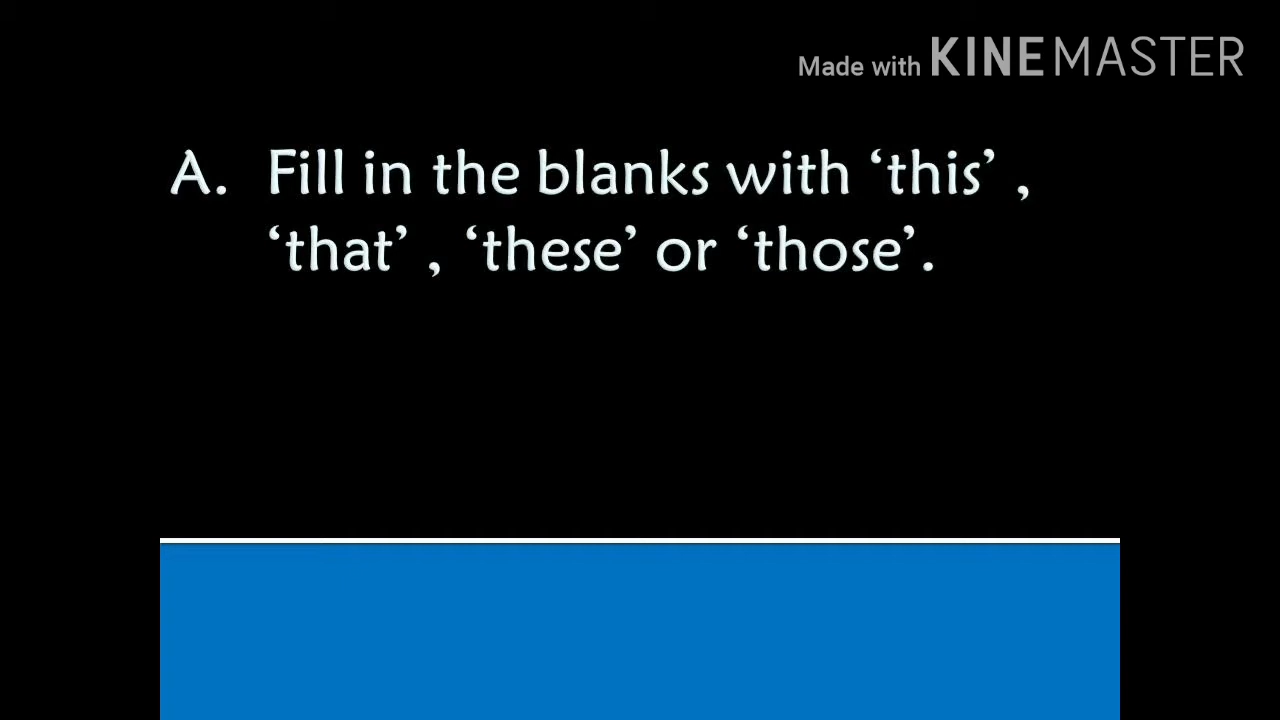 Made with KINEMASTER
A. Fill in the blanks with ‘this’ ,
‘that’ , ‘these’ or ‘those’.